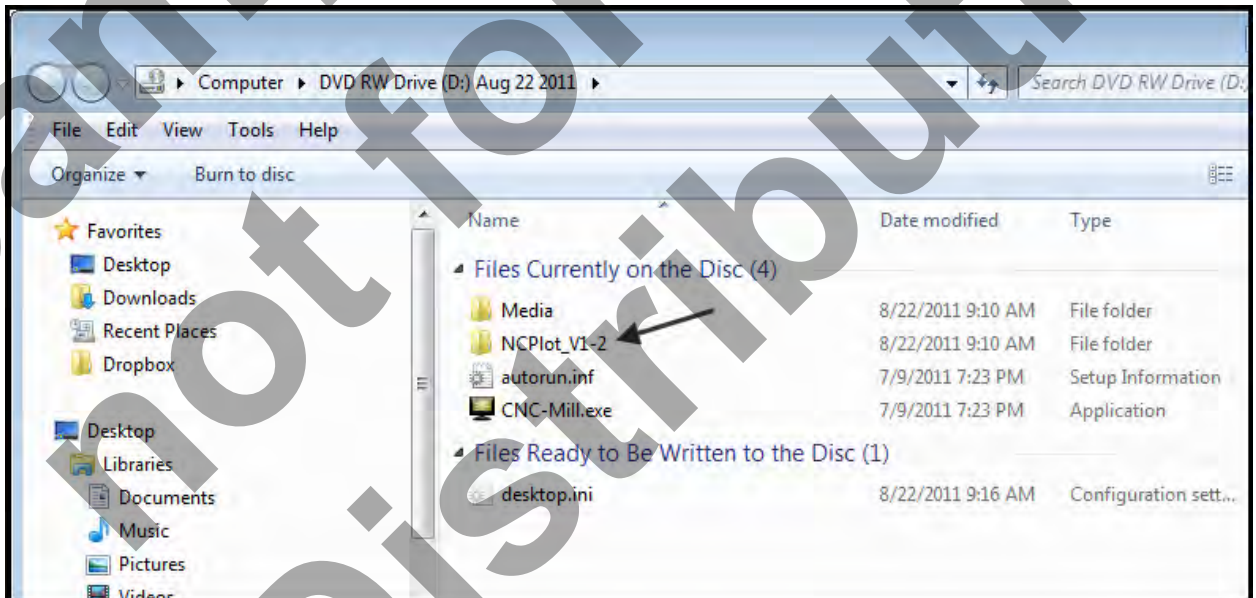 Computer ▸ DVD RW Drive (D:) Aug 22 2011 ▸ Search DVD RW Drive (D:)
File Edit View Tools Help
Organize Burn to disc
Name Date modified Type
Favorites
Desktop
Downloads
Recent Places
Dropbox
Desktop
Libraries
Documents
Music
Pictures
Videos
Files Currently on the Disc (4)
Media 8/22/2011 9:10 AM File folder
NCPlot_V1-2 8/22/2011 9:10 AM File folder
autorun.inf 7/9/2011 7:23 PM Setup Information
CNC-Mill.exe 7/9/2011 7:23 PM Application
Files Ready to Be Written to the Disc (1)
desktop.ini 8/22/2011 9:16 AM Configuration sett...
not for
Distributi